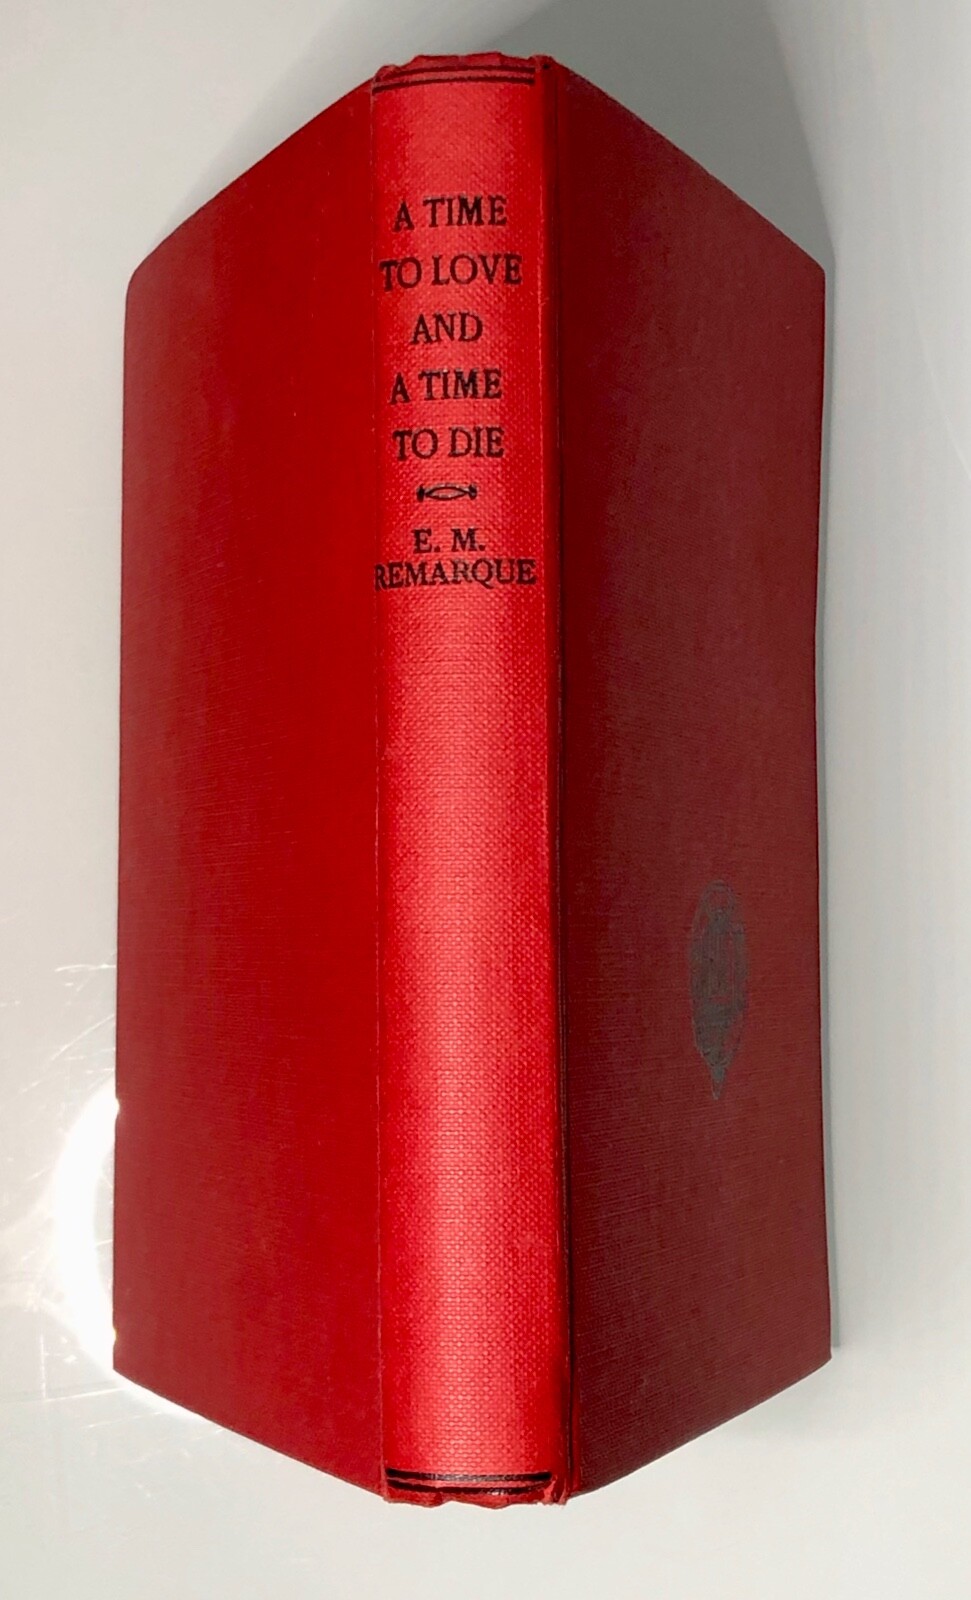 A TIME
TO LOVE
AND
A TIME
TO DIE
E. M.
REMARQUE